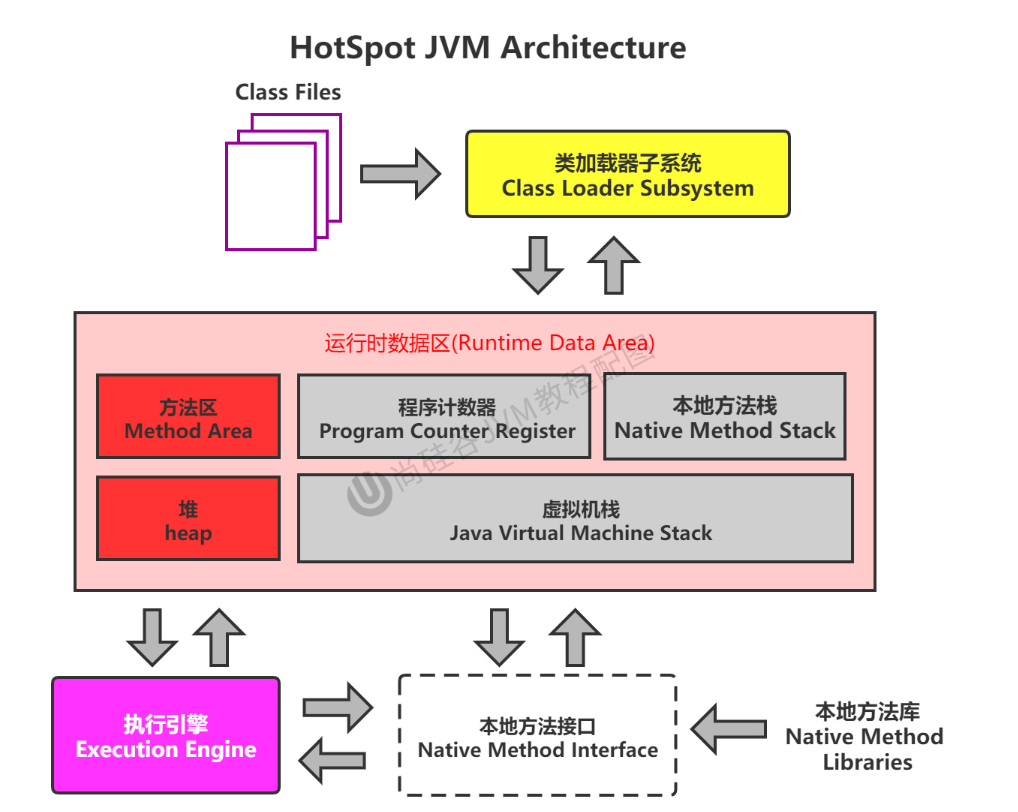 HotSpot JVM Architecture
Class Files
类加载器子系统
Class Loader Subsystem
运行时数据区(Runtime Data Area)
方法区
Method Area
程序计数器
Program Counter Register
本地方法栈
Native Method Stack
堆
heap
虚拟机栈
Java Virtual Machine Stack
尚硅谷JVM教程配图
执行引擎
Execution Engine
本地方法接口
Native Method Interface
本地方法库
Native Method
Libraries